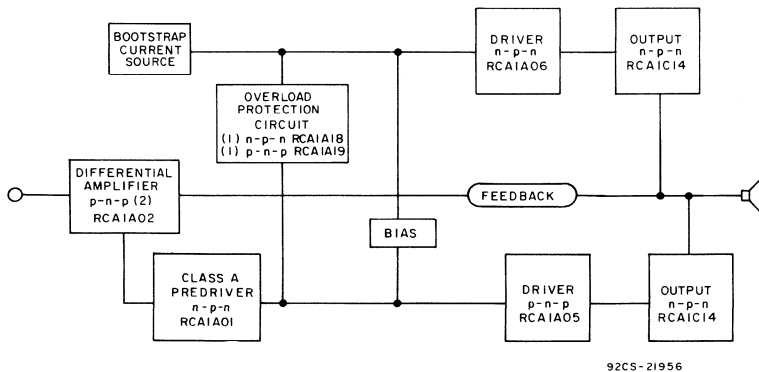 BOOTSTRAP
CURRENT
SOURCE
DRIVER
n-p-n
RCA1A06
OUTPUT
n-p-n
RCA1C14
OVERLOAD
PROTECTION
CIRCUIT
(1) n-p-n RCA1A18
(1) p-n-p RCA1A19
DIFFERENTIAL
AMPLIFIER
p-n-p (2)
RCA1A02
FEEDBACK
BIAS
CLASS A
PREDRIVER
n-p-n
RCA1A01
DRIVER
p-n-p
RCA1A05
OUTPUT
n-p-n
RCA1C14
92CS-21956